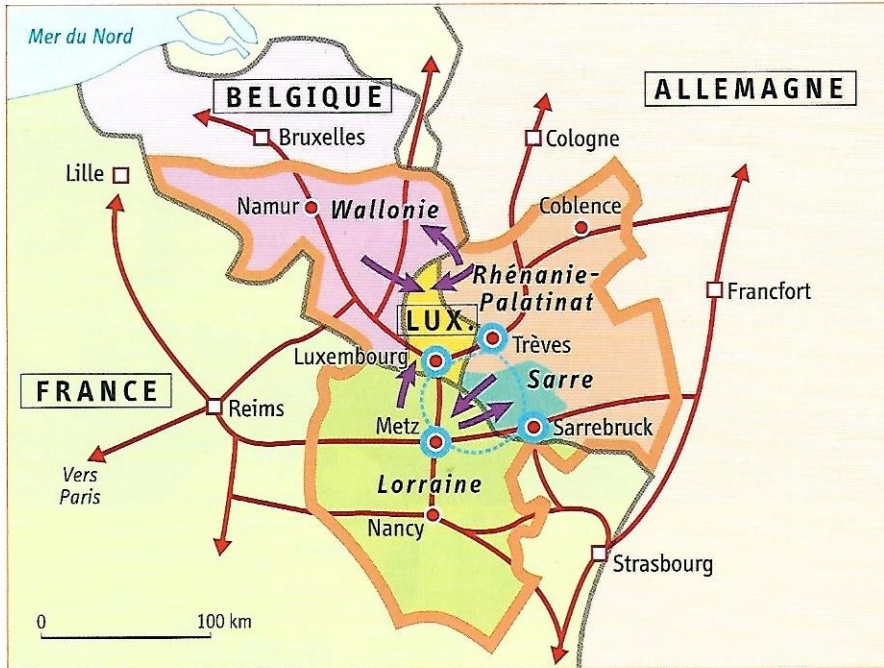 Mer du Nord
BELGIQUE
ALLEMAGNE
Bruxelles
Cologne
Lille
Namur
Wallonie
Coblence
Rhénanie-
Palatinat
Francfort
LUX.
Trèves
Luxembourg
Sarre
FRANCE
Reims
Metz
Sarrebruck
Vers
Paris
Lorraine
Nancy
Strasbourg
0 100 km